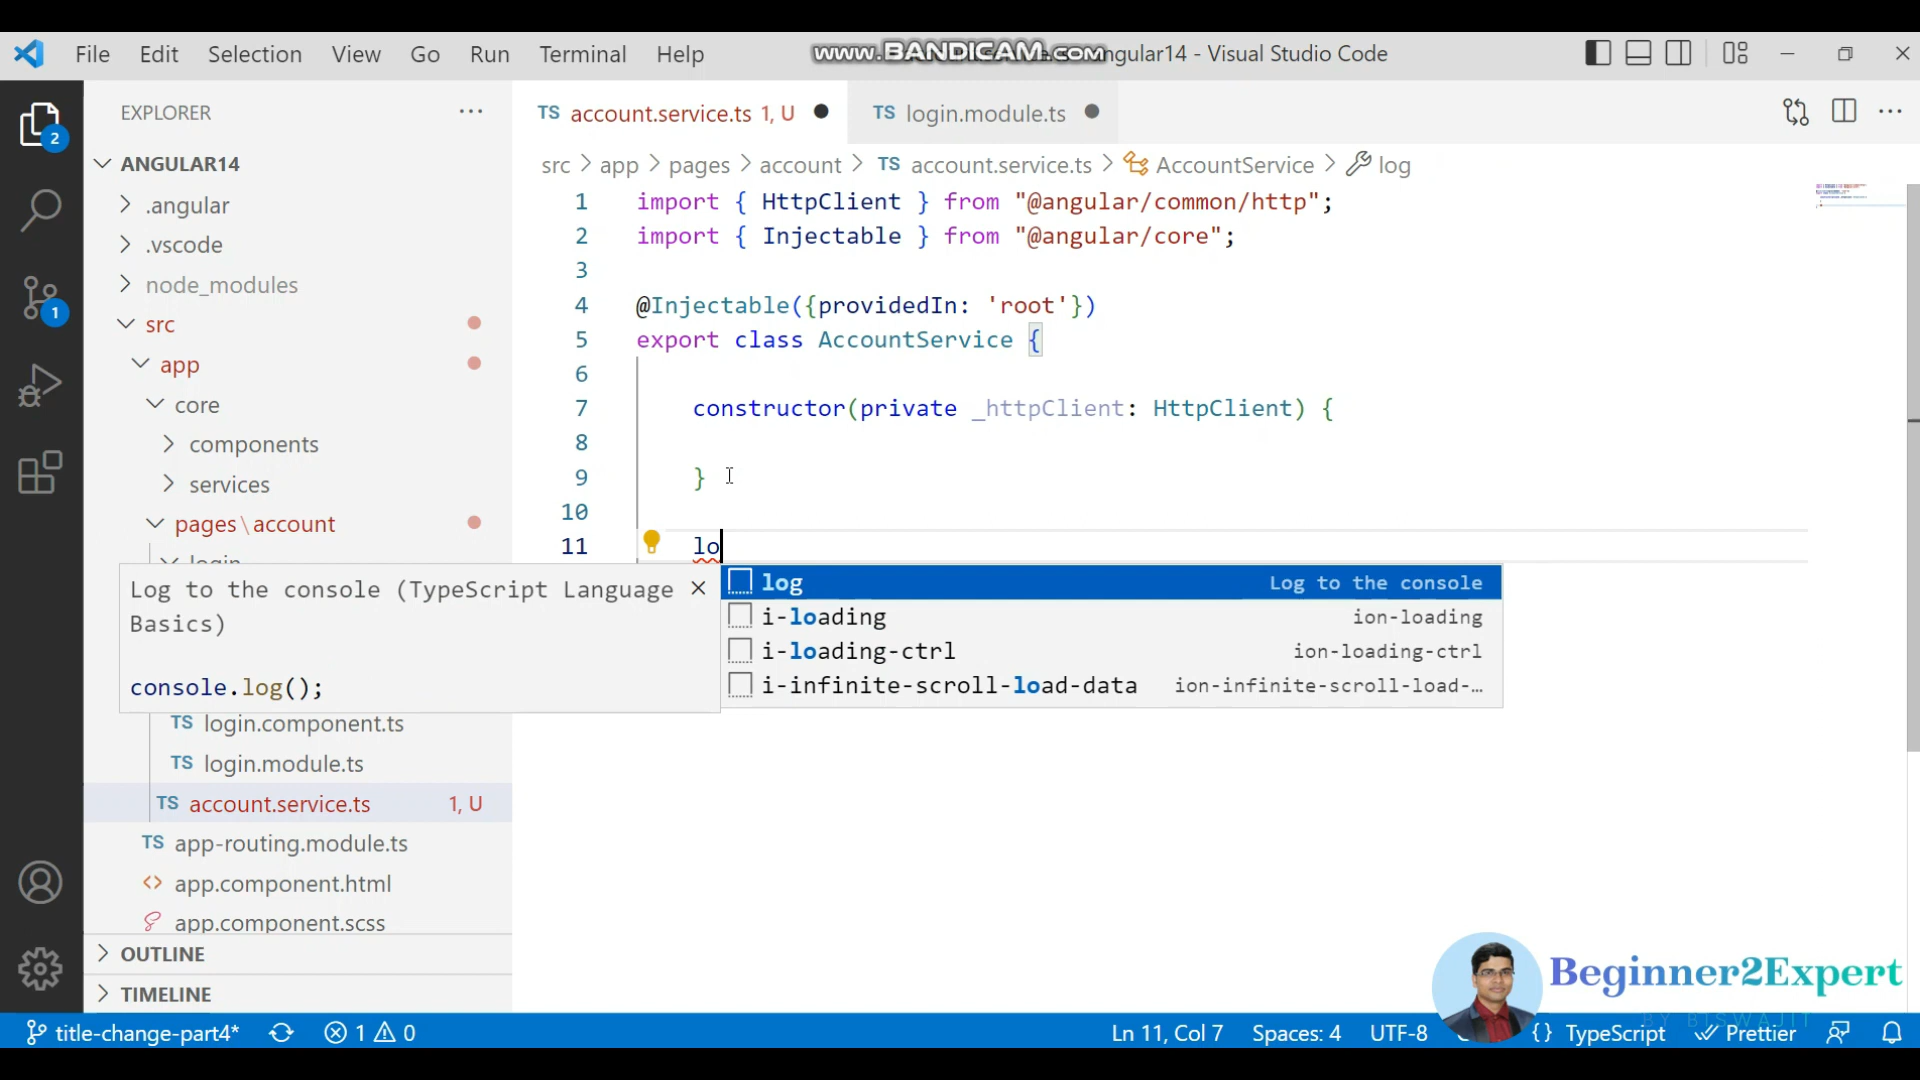 File Edit Selection View Go Run Terminal Help
www.BANDICAM.com
ngular14 - Visual Studio Code
EXPLORER
2
ANGULAR14
.angular
.vscode
node_modules
src
1
app
core
components
services
pages\account
login
TS login.component.ts
TS login.module.ts
TS account.service.ts 1, U
TS app-routing.module.ts
<> app.component.html
app.component.scss
OUTLINE
TIMELINE
TS account.service.ts 1, U
TS login.module.ts
src > app > pages > account > TS account.service.ts > AccountService > log
1 import { HttpClient } from "@angular/common/http";
2 import { Injectable } from "@angular/core";
3
4 @Injectable({providedIn: 'root'})
5 export class AccountService {
6
7 constructor(private _httpClient: HttpClient) {
8
9 }
10
11 lo
log Log to the console
i-loading ion-loading
i-loading-ctrl ion-loading-ctrl
i-infinite-scroll-load-data ion-infinite-scroll-load-…
Log to the console (TypeScript Language
Basics)
console.log();
Beginner2Expert
BY BISWAJIT
title-change-part4* 1 0 Ln 11, Col 7 Spaces: 4 UTF-8 {} TypeScript Prettier